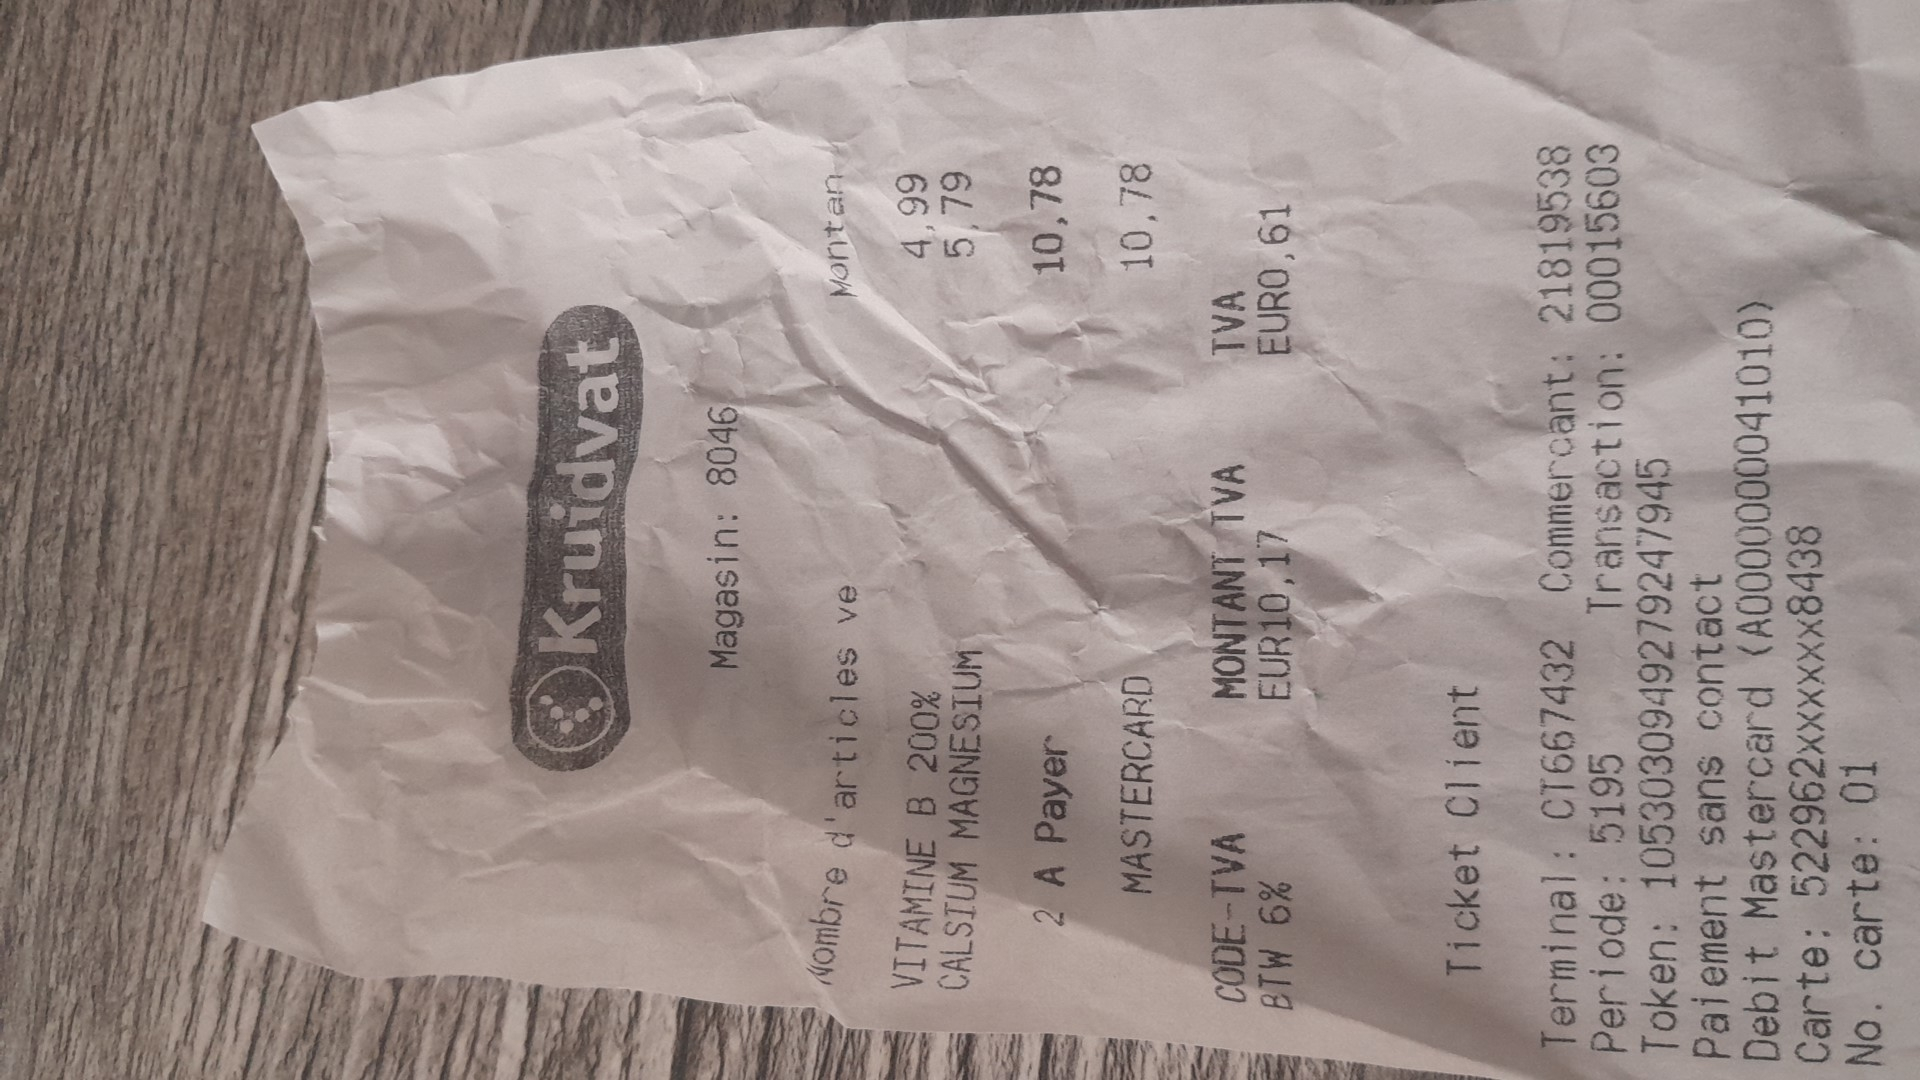 Kruidvat
Magasin: 8046
Nombre d'articles ve Montan
VITAMINE B 200% 4,99
CALSIUM MAGNESIUM 5,79
2 A Payer 10,78
MASTERCARD 10,78
CODE-TVA MONTANT TVA TVA
BTW 6% EUR10,17 EUR0,61
Ticket Client
Terminal: CT667432 Commercant: 21819538
Periode: 5195 Transaction: 00015603
Token: 1053030949279247945
Paiement sans contact
Debit Mastercard (A0000000041010)
Carte: 522962xxxxxx8438
No. carte: 01